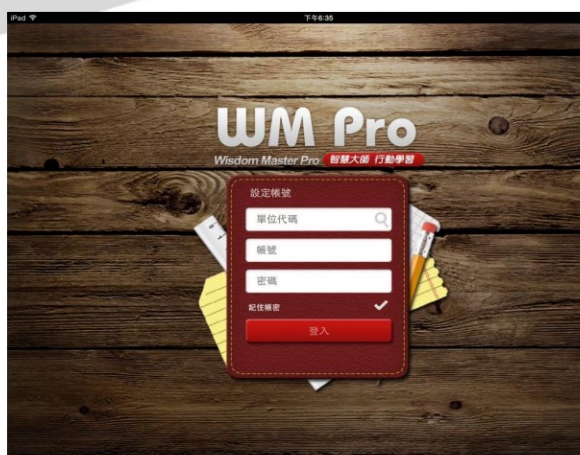 iPad 下午6:35
WM Pro
Wisdom Master Pro 智慧大師 行動學習
設定帳號
單位代碼
帳號
密碼
記住帳密
登入